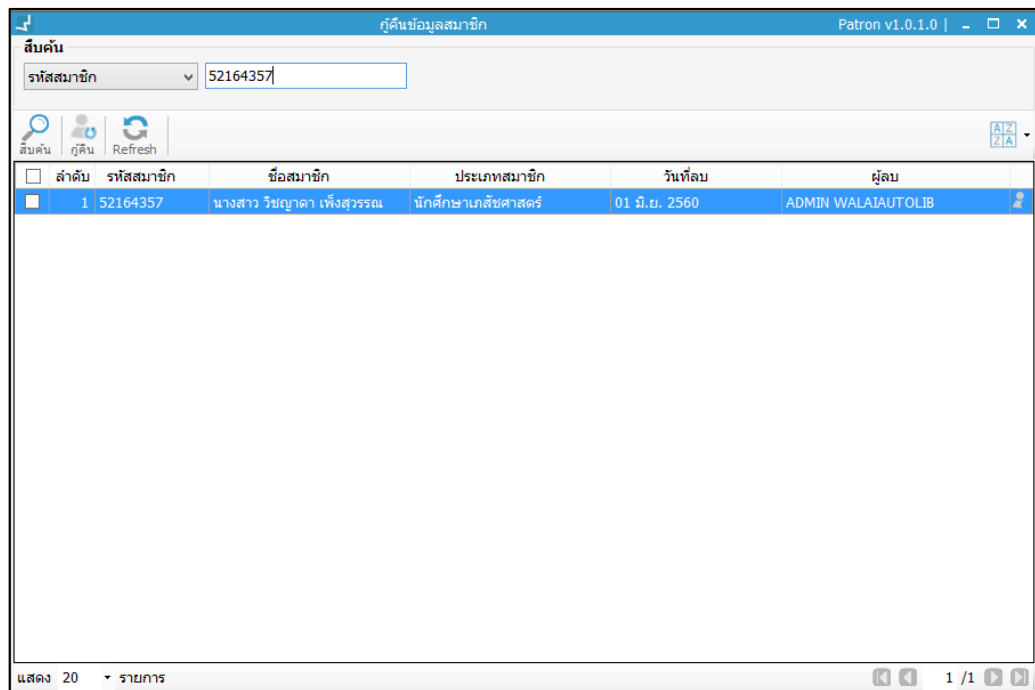 กู้คืนข้อมูลสมาชิก Patron v1.0.1.0 |
สืบค้น
รหัสสมาชิก 52164357
สืบค้น กู้คืน Refresh
ลำดับ รหัสสมาชิก ชื่อสมาชิก ประเภทสมาชิก วันที่ลบ ผู้ลบ
1 52164357 นางสาว วิชญาดา เพ็งสุวรรณ นักศึกษาเภสัชศาสตร์ 01 มิ.ย. 2560 ADMIN WALAIAUTOLIB
แสดง 20 รายการ 1 /1